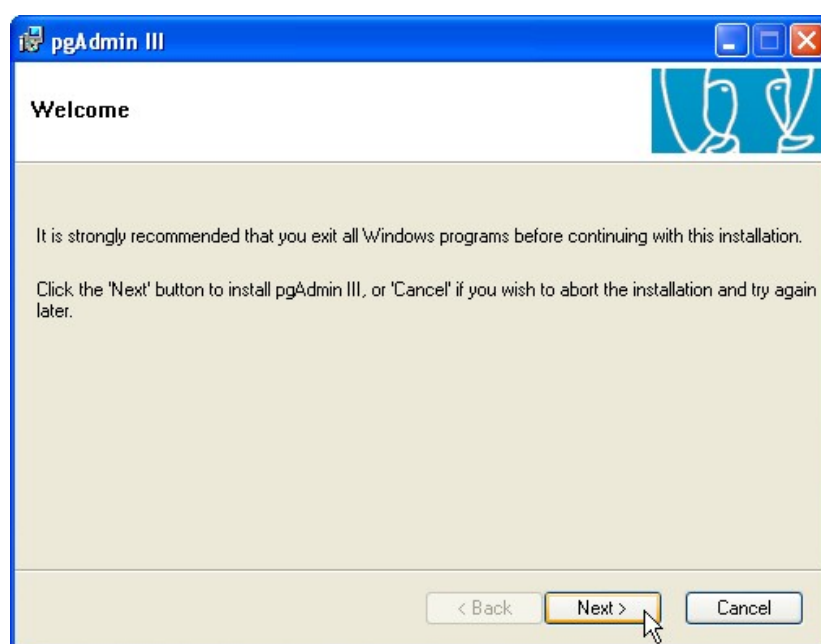 pgAdmin III
Welcome
It is strongly recommended that you exit all Windows programs before continuing with this installation.
Click the 'Next' button to install pgAdmin III, or 'Cancel' if you wish to abort the installation and try again
later.
< Back
Next >
Cancel